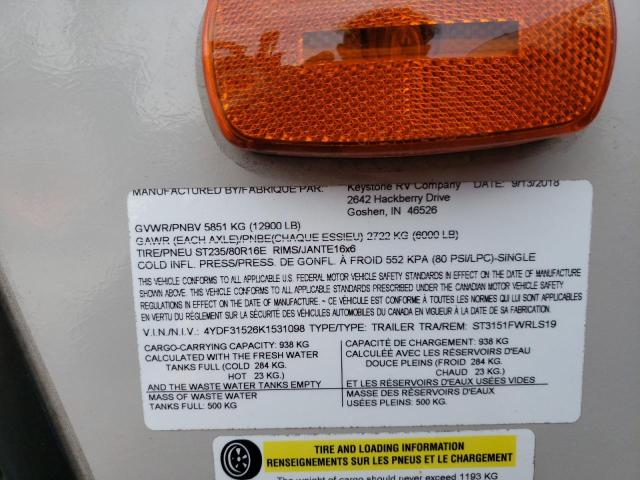 MANUFACTURED BY/FABRIQUÉ PAR: Keystone RV Company DATE: 9/13/2018
2642 Hackberry Drive
Goshen, IN 46526
GVWR/PNBV 5851 KG (12900 LB)
GAWR (EACH AXLE)/PNBE(CHAQUE ESSIEU) 2722 KG (6000 LB)
TIRE/PNEU ST235/80R16E RIMS/JANTE16x6
COLD INFL. PRESS/PRESS. DE GONFL. À FROID 552 KPA (80 PSI/LPC)-SINGLE
THIS VEHICLE CONFORMS TO ALL APPLICABLE U.S. FEDERAL MOTOR VEHICLE SAFETY STANDARDS IN EFFECT ON THE DATE OF
MANUFACTURE SHOWN ABOVE. / THIS VEHICLE CONFORMS TO ALL APPLICABLE STANDARDS PRESCRIBED UNDER THE CANADIAN MOTOR VEHICLE SAFETY
REGULATIONS IN EFFECT ON THE DATE OF MANUFACTURE. / CE VÉHICULE EST CONFORME À TOUTES LES NORMES QUI LUI SONT APPLICABLES
EN VERTU DU RÈGLEMENT SUR LA SÉCURITÉ DES VÉHICULES AUTOMOBILES DU CANADA EN VIGUEUR À LA DATE DE SA FABRICATION
V.I.N./N.I.V.: 4YDF31526K1531098 TYPE/TYPE: TRAILER TRA/REM: ST3151FWRLS19
CARGO-CARRYING CAPACITY: 938 KG
CALCULATED WITH THE FRESH WATER
TANKS FULL (COLD 284 KG.
HOT 23 KG.)
AND THE WASTE WATER TANKS EMPTY
MASS OF WASTE WATER
TANKS FULL: 500 KG
CAPACITÉ DE CHARGEMENT: 938 KG
CALCULÉE AVEC LES RÉSERVOIRS D'EAU
DOUCE PLEIN (FROID 284 KG.
CHAUD 23 KG.)
ET LES RÉSERVOIRS D'EAUX USÉES VIDES
MASSE DES RÉSERVOIRS D'EAUX
USÉES PLEINS: 500 KG.
TIRE AND LOADING INFORMATION
RENSEIGNEMENTS SUR LES PNEUS ET LE CHARGEMENT
The weight of cargo should never exceed 1193 KG